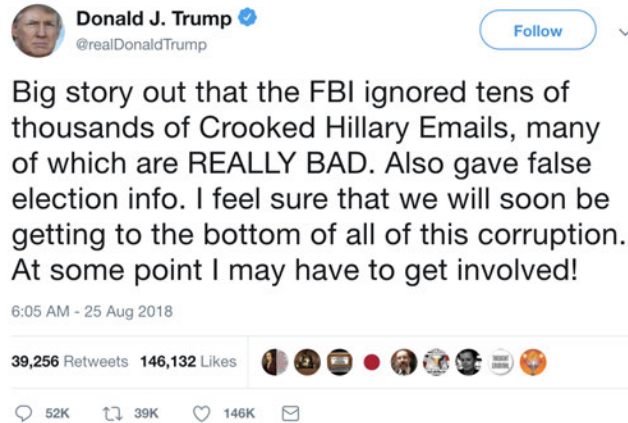 Donald J. Trump
@realDonaldTrump
Follow
Big story out that the FBI ignored tens of
thousands of Crooked Hillary Emails, many
of which are REALLY BAD. Also gave false
election info. I feel sure that we will soon be
getting to the bottom of all of this corruption.
At some point I may have to get involved!
6:05 AM - 25 Aug 2018
39,256 Retweets 146,132 Likes
52K 39K 146K